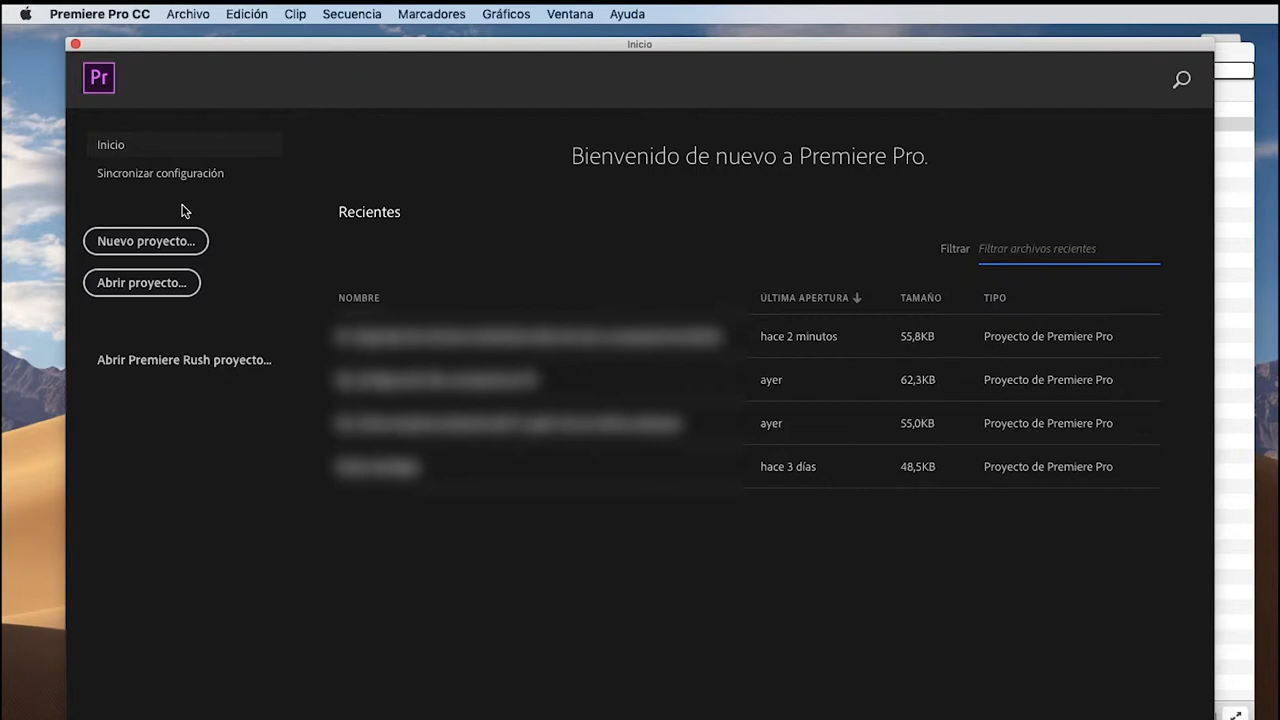 Premiere Pro CC Archivo Edición Clip Secuencia Marcadores Gráficos Ventana Ayuda
Inicio
Pr
Inicio
Sincronizar configuración
Nuevo proyecto...
Abrir proyecto...
Abrir Premiere Rush proyecto...
Bienvenido de nuevo a Premiere Pro.
Recientes
Filtrar Filtrar archivos recientes
NOMBRE ÚLTIMA APERTURA TAMAÑO TIPO
hace 2 minutos 55,8KB Proyecto de Premiere Pro
ayer 62,3KB Proyecto de Premiere Pro
ayer 55,0KB Proyecto de Premiere Pro
hace 3 días 48,5KB Proyecto de Premiere Pro